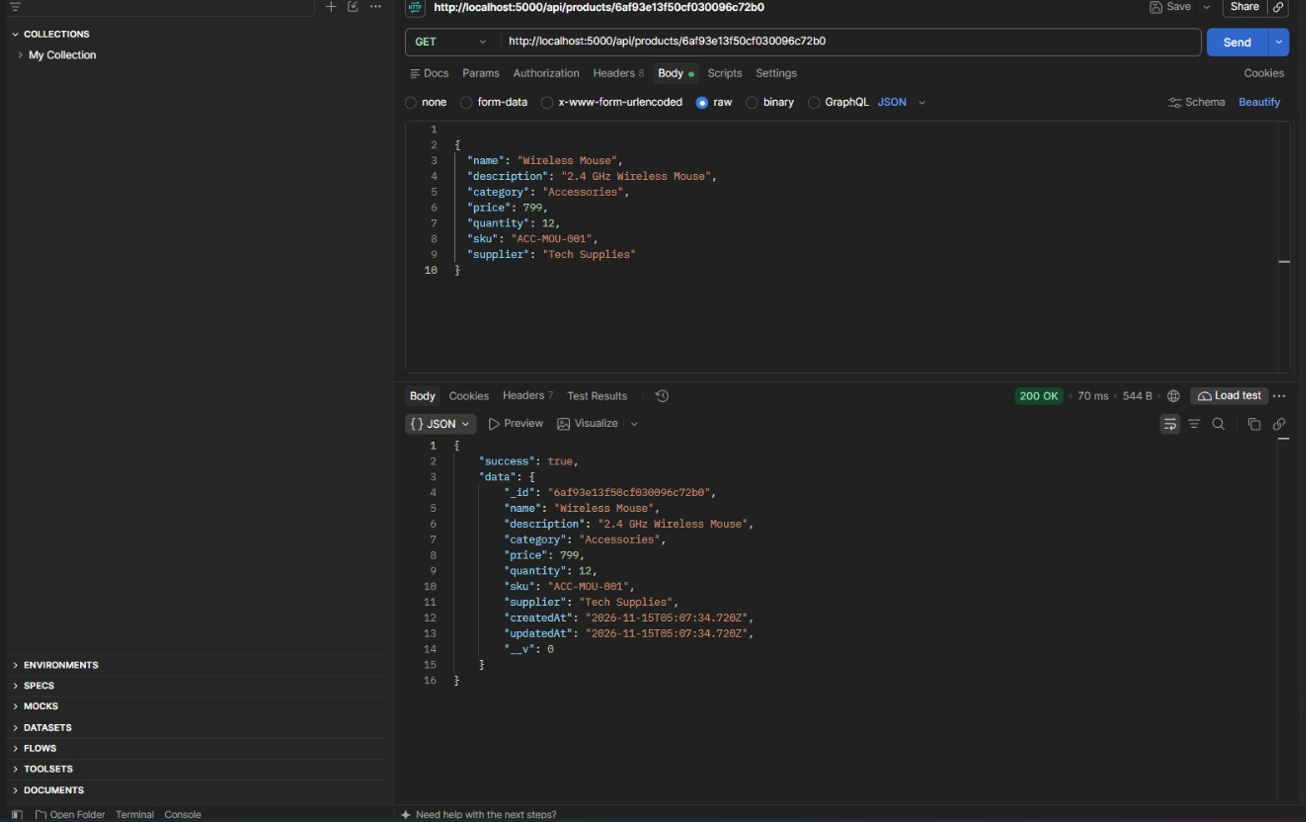 HTTP http://localhost:5000/api/products/6af93e13f50cf030096c72b0 Save Share
COLLECTIONS
My Collection
GET http://localhost:5000/api/products/6af93e13f50cf030096c72b0 Send
Docs Params Authorization Headers 8 Body Scripts Settings Cookies
none form-data x-www-form-urlencoded raw binary GraphQL JSON Schema Beautify
1
2 {
3 "name": "Wireless Mouse",
4 "description": "2.4 GHz Wireless Mouse",
5 "category": "Accessories",
6 "price": 799,
7 "quantity": 12,
8 "sku": "ACC-MOU-001",
9 "supplier": "Tech Supplies"
10 }
Body Cookies Headers 7 Test Results 200 OK 70 ms 544 B Load test
{} JSON Preview Visualize
1 {
2 "success": true,
3 "data": {
4 "_id": "6af93e13f50cf030096c72b0",
5 "name": "Wireless Mouse",
6 "description": "2.4 GHz Wireless Mouse",
7 "category": "Accessories",
8 "price": 799,
9 "quantity": 12,
10 "sku": "ACC-MOU-001",
11 "supplier": "Tech Supplies",
12 "createdAt": "2026-11-15T05:07:34.720Z",
13 "updatedAt": "2026-11-15T05:07:34.720Z",
14 "__v": 0
15 }
16 }
ENVIRONMENTS
SPECS
MOCKS
DATASETS
FLOWS
TOOLSETS
DOCUMENTS
Open Folder Terminal Console Need help with the next steps?